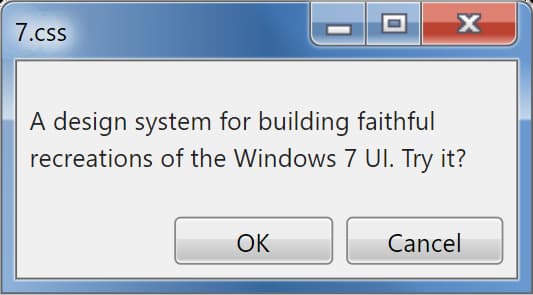 7.css
A design system for building faithful
recreations of the Windows 7 UI. Try it?
OK
Cancel